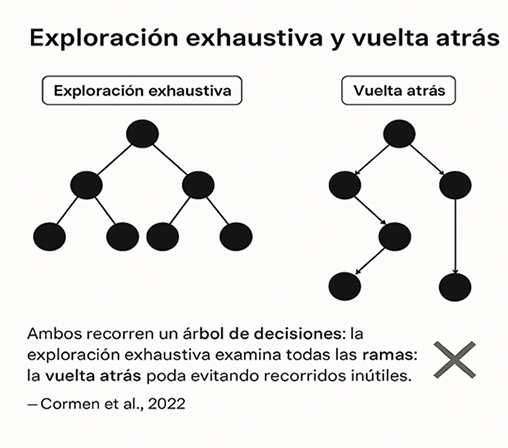 Exploración exhaustiva y vuelta atrás
Exploración exhaustiva
Vuelta atrás
Ambos recorren un árbol de decisiones: la
exploración exhaustiva examina todas las ramas:
la vuelta atrás poda evitando recorridos inútiles.
— Cormen et al., 2022